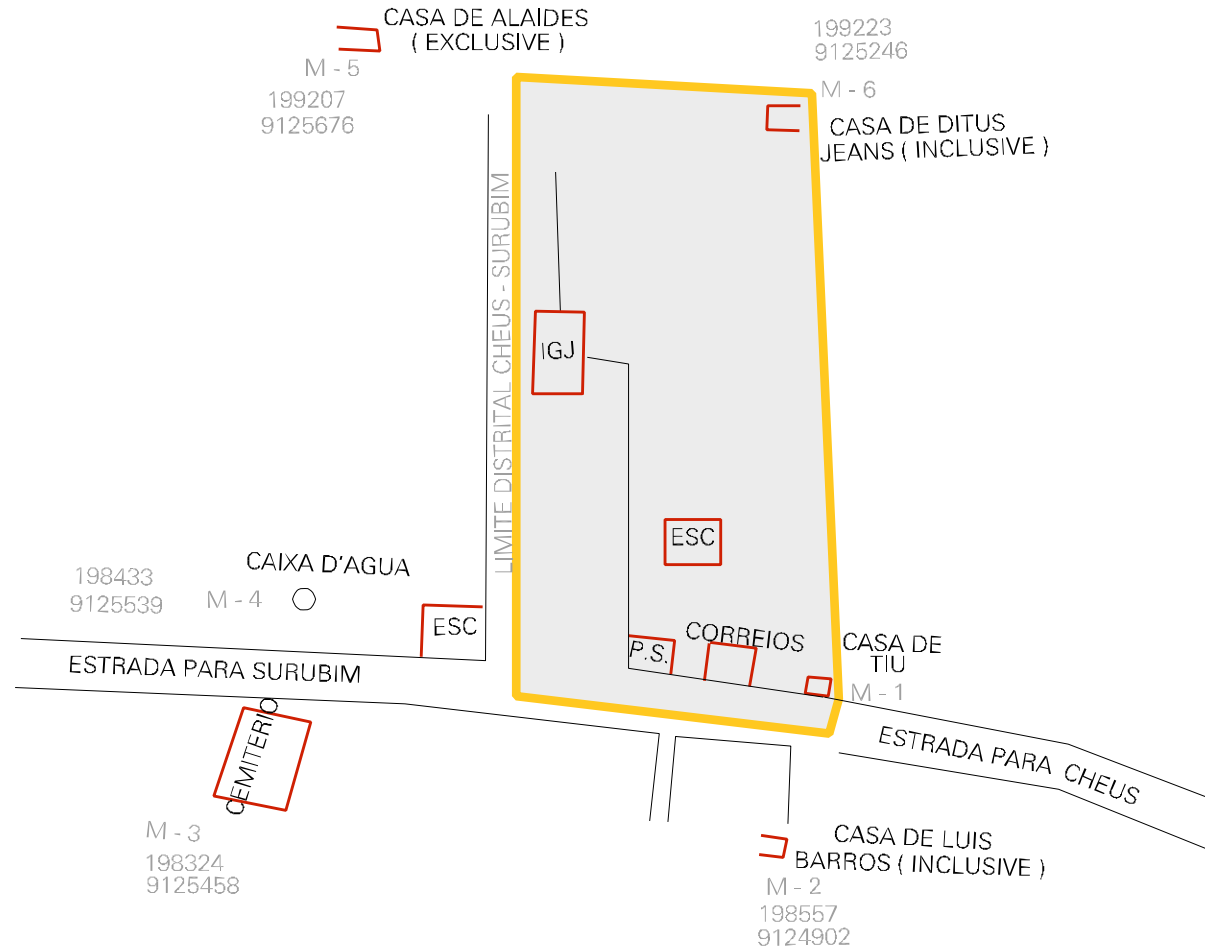 CASA DE ALAÍDES
( EXCLUSIVE )
M - 5
199207
9125676
199223
9125246
M - 6
CASA DE DITUS
JEANS ( INCLUSIVE )
LIMITE DISTRITAL CHEUS - SURUBIM
IGJ
ESC
CAIXA D'AGUA
198433
9125539
M - 4
ESC
P.S.
CORREIOS
CASA DE
TIU
M - 1
ESTRADA PARA SURUBIM
ESTRADA PARA CHEUS
CEMITERIO
M - 3
198324
9125458
CASA DE LUIS
BARROS ( INCLUSIVE )
M - 2
198557
9124902